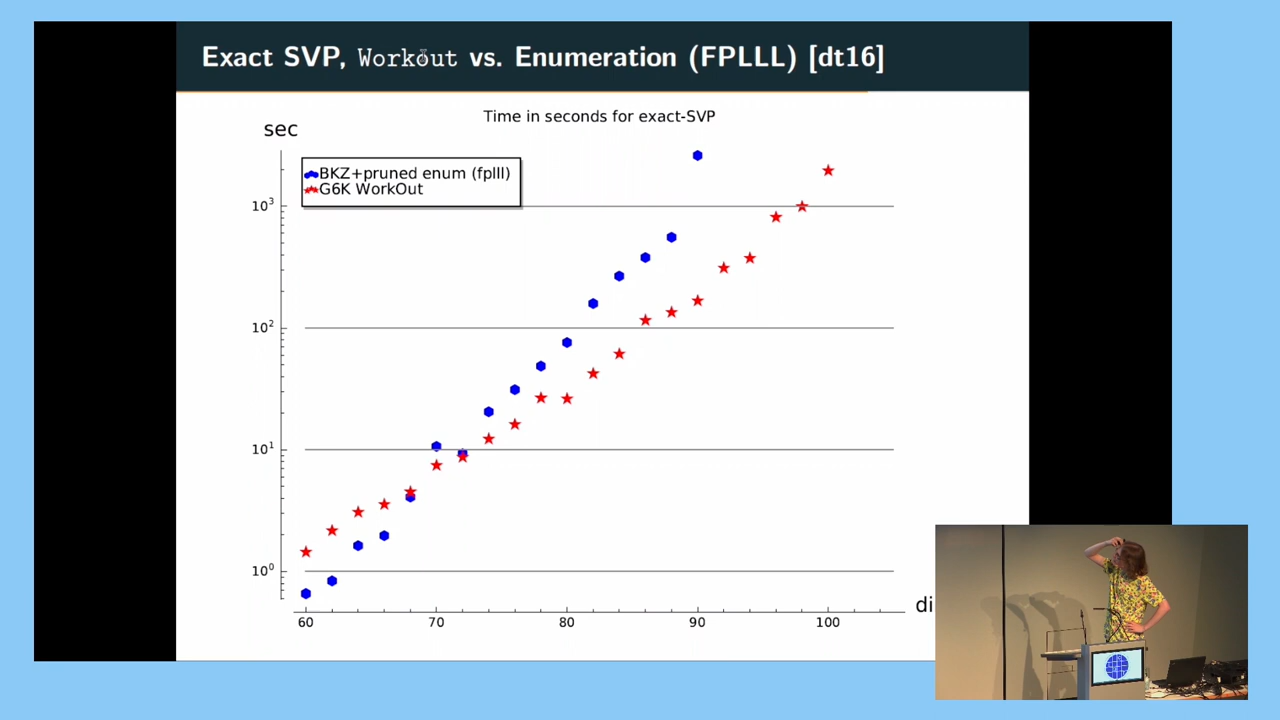 Exact SVP, Workout vs. Enumeration (FPLLL) [dt16]
Time in seconds for exact-SVP
sec
BKZ+pruned enum (fplll)
G6K WorkOut
10³
10²
10¹
10⁰
60 70 80 90 100